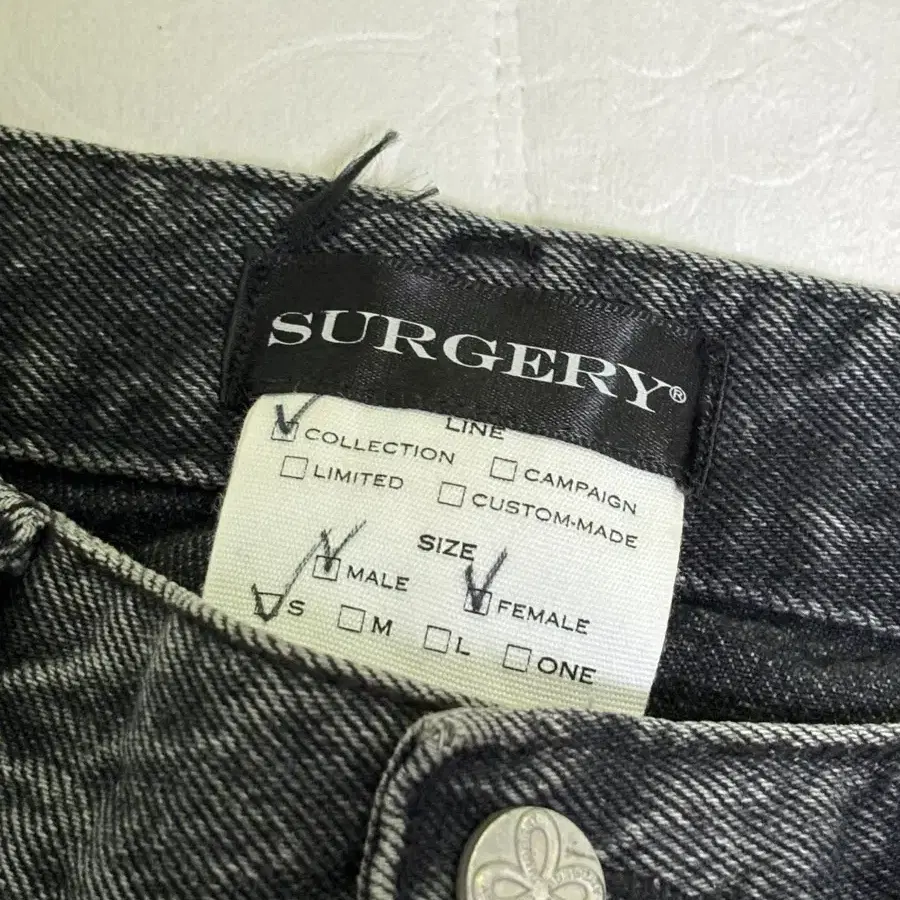 SURGERY®
LINE
☑ COLLECTION ☐ CAMPAIGN
☐ LIMITED ☐ CUSTOM-MADE
SIZE
☑ MALE ☑ FEMALE
☑ S ☐ M ☐ L ☐ ONE